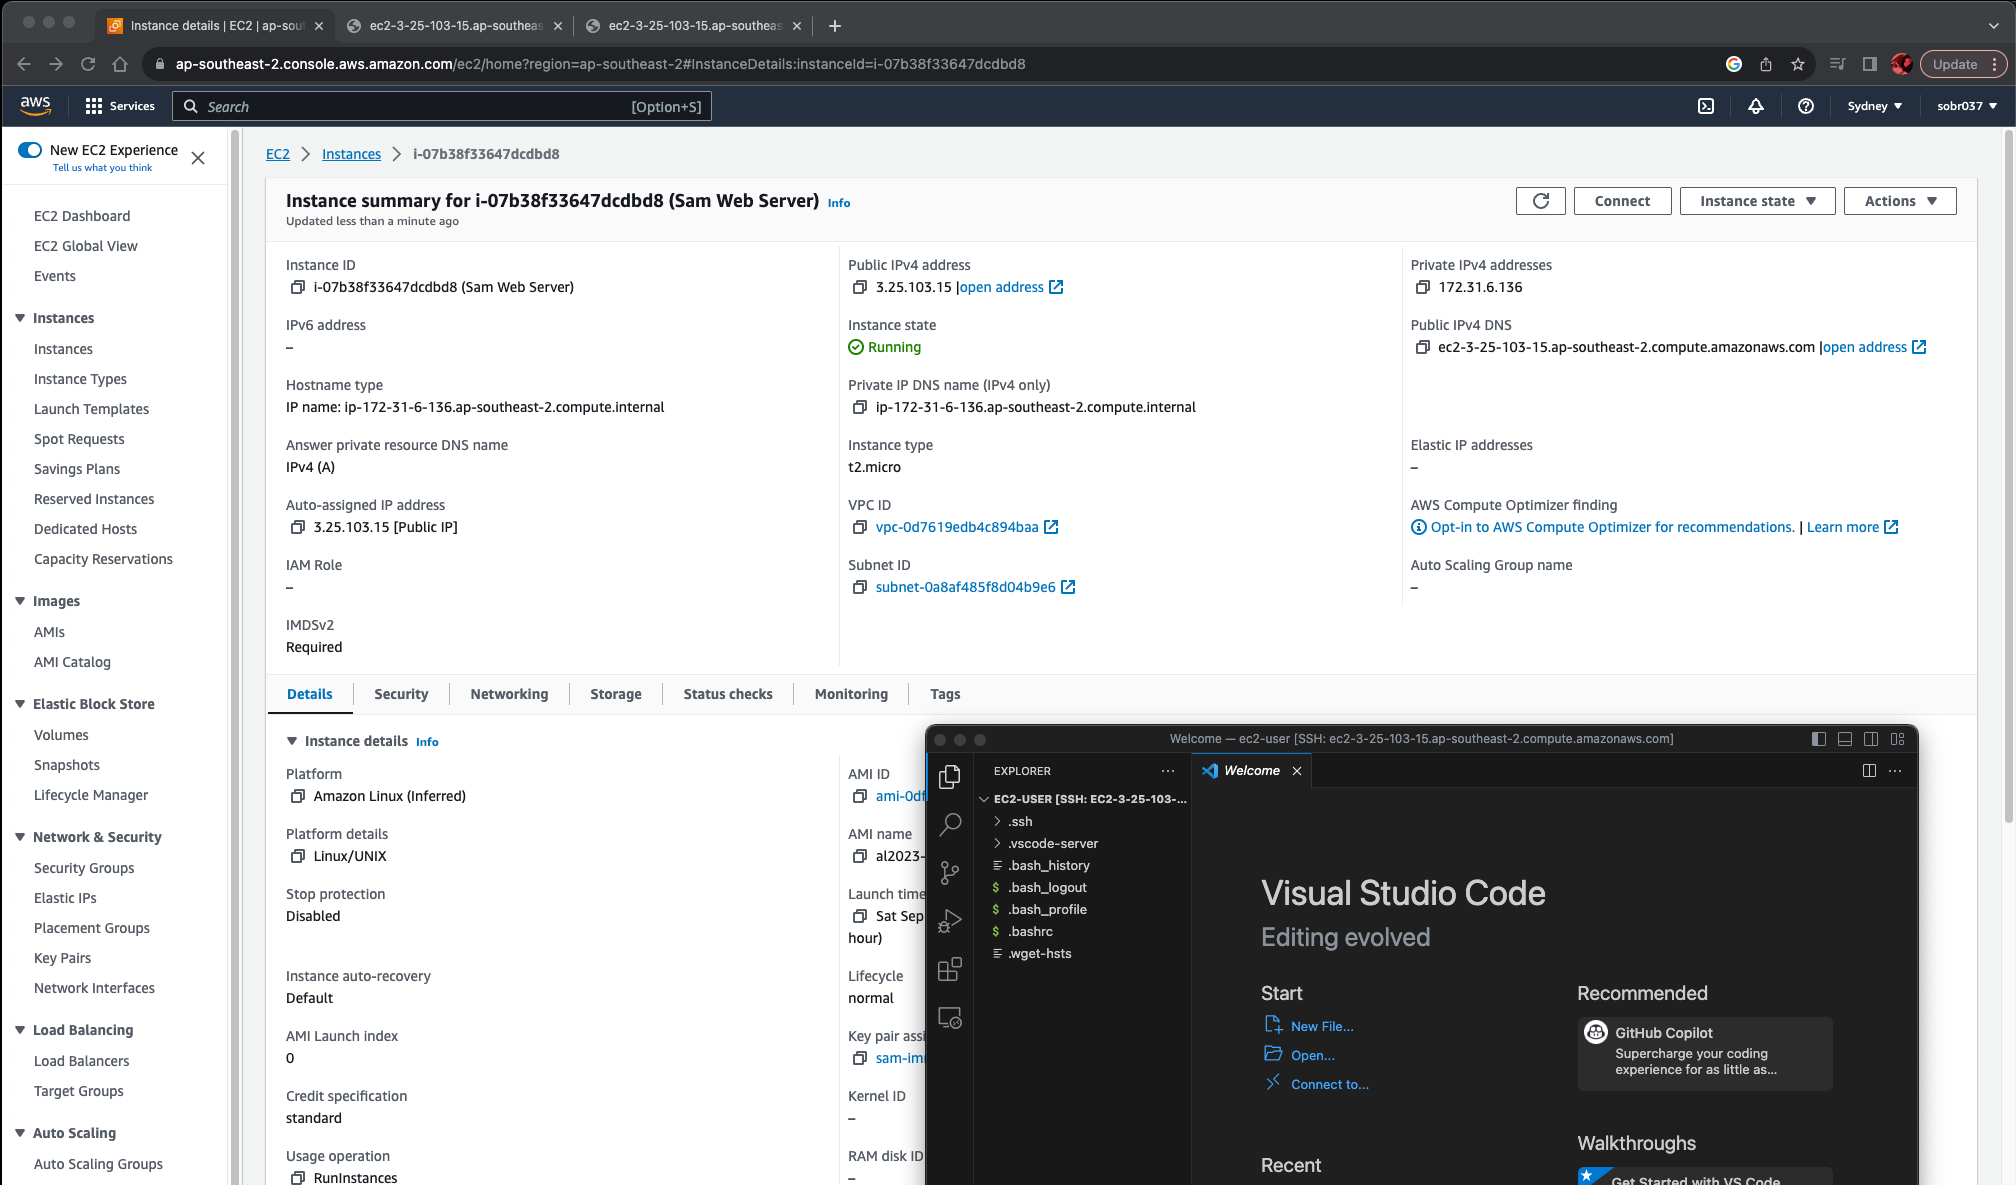 Instance details | EC2 | ap-sout
ec2-3-25-103-15.ap-southeas
ec2-3-25-103-15.ap-southeas
ap-southeast-2.console.aws.amazon.com/ec2/home?region=ap-southeast-2#InstanceDetails:instanceId=i-07b38f33647dcdbd8
Update
aws
Services
Search
[Option+S]
Sydney
sobr037
New EC2 Experience
Tell us what you think
EC2 Dashboard
EC2 Global View
Events
Instances
Instances
Instance Types
Launch Templates
Spot Requests
Savings Plans
Reserved Instances
Dedicated Hosts
Capacity Reservations
Images
AMIs
AMI Catalog
Elastic Block Store
Volumes
Snapshots
Lifecycle Manager
Network & Security
Security Groups
Elastic IPs
Placement Groups
Key Pairs
Network Interfaces
Load Balancing
Load Balancers
Target Groups
Auto Scaling
Auto Scaling Groups
EC2
Instances
i-07b38f33647dcdbd8
Instance summary for i-07b38f33647dcdbd8 (Sam Web Server) Info
Updated less than a minute ago
Connect
Instance state
Actions
Instance ID
i-07b38f33647dcdbd8 (Sam Web Server)
IPv6 address
–
Hostname type
IP name: ip-172-31-6-136.ap-southeast-2.compute.internal
Answer private resource DNS name
IPv4 (A)
Auto-assigned IP address
3.25.103.15 [Public IP]
IAM Role
–
IMDSv2
Required
Public IPv4 address
3.25.103.15 |open address
Instance state
Running
Private IP DNS name (IPv4 only)
ip-172-31-6-136.ap-southeast-2.compute.internal
Instance type
t2.micro
VPC ID
vpc-0d7619edb4c894baa
Subnet ID
subnet-0a8af485f8d04b9e6
Private IPv4 addresses
172.31.6.136
Public IPv4 DNS
ec2-3-25-103-15.ap-southeast-2.compute.amazonaws.com |open address
Elastic IP addresses
–
AWS Compute Optimizer finding
Opt-in to AWS Compute Optimizer for recommendations. | Learn more
Auto Scaling Group name
–
Details
Security
Networking
Storage
Status checks
Monitoring
Tags
Instance details Info
Platform
Amazon Linux (Inferred)
Platform details
Linux/UNIX
Stop protection
Disabled
Instance auto-recovery
Default
AMI Launch index
0
Credit specification
standard
Usage operation
RunInstances
AMI ID
ami-0df
AMI name
al2023-
Launch time
Sat Sep
hour)
Lifecycle
normal
Key pair assi
sam-im
Kernel ID
–
RAM disk ID
–
Welcome — ec2-user [SSH: ec2-3-25-103-15.ap-southeast-2.compute.amazonaws.com]
EXPLORER
EC2-USER [SSH: EC2-3-25-103-...
.ssh
.vscode-server
.bash_history
.bash_logout
.bash_profile
.bashrc
.wget-hsts
Welcome
Visual Studio Code
Editing evolved
Start
New File...
Open...
Connect to...
Recent
Recommended
GitHub Copilot
Supercharge your coding
experience for as little as...
Walkthroughs
Get Started with VS Code